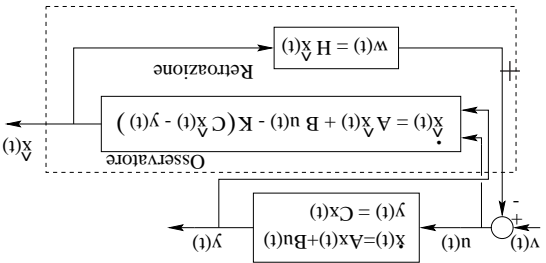 v(t)
+
-
u(t)
ẋ(t)=Ax(t)+Bu(t)
y(t) = Cx(t)
y(t)
Osservatore
x̂̇(t) = A x̂(t) + B u(t) - K(C x̂(t) - y(t) )
x̂(t)
Retroazione
w(t) = H x̂(t)